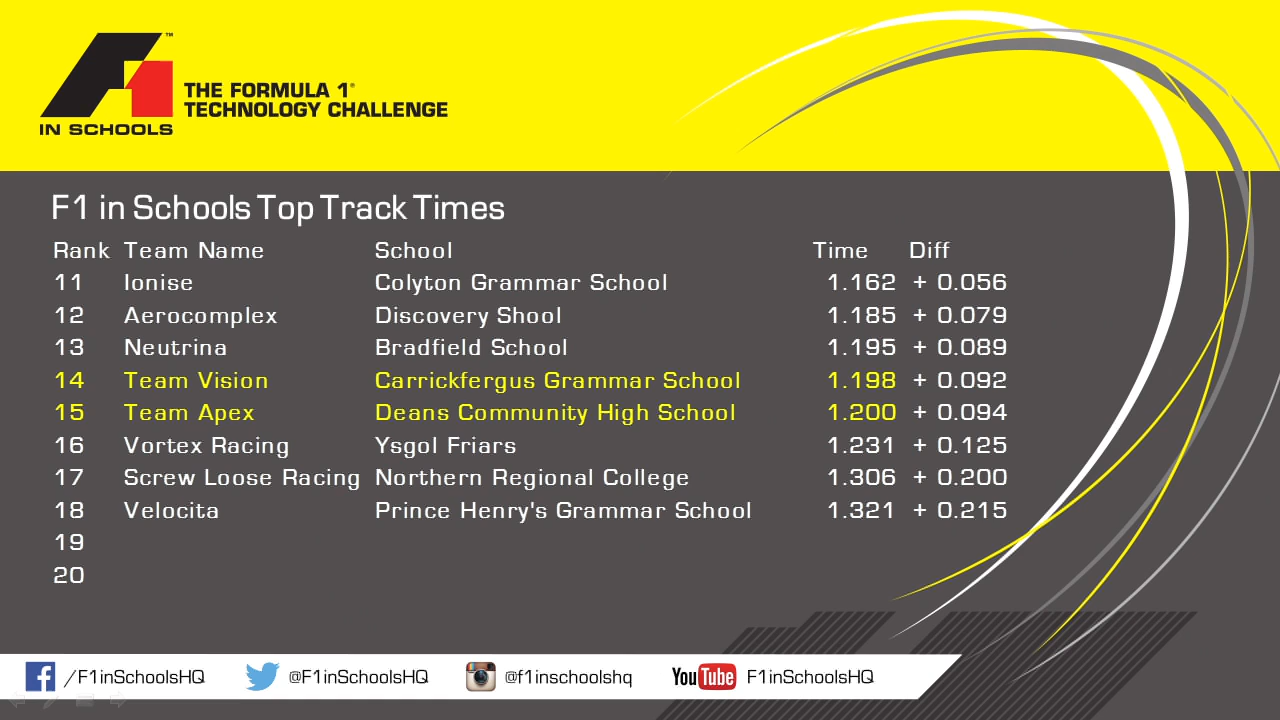 THE FORMULA 1®
TECHNOLOGY CHALLENGE
F1 ™
IN SCHOOLS
F1 in Schools Top Track Times
Rank Team Name School Time Diff
11 Ionise Colyton Grammar School 1.162 + 0.056
12 Aerocomplex Discovery Shool 1.185 + 0.079
13 Neutrina Bradfield School 1.195 + 0.089
14 Team Vision Carrickfergus Grammar School 1.198 + 0.092
15 Team Apex Deans Community High School 1.200 + 0.094
16 Vortex Racing Ysgol Friars 1.231 + 0.125
17 Screw Loose Racing Northern Regional College 1.306 + 0.200
18 Velocita Prince Henry's Grammar School 1.321 + 0.215
19
20
/F1inSchoolsHQ @F1inSchoolsHQ @f1inschoolshq YouTube F1inSchoolsHQ